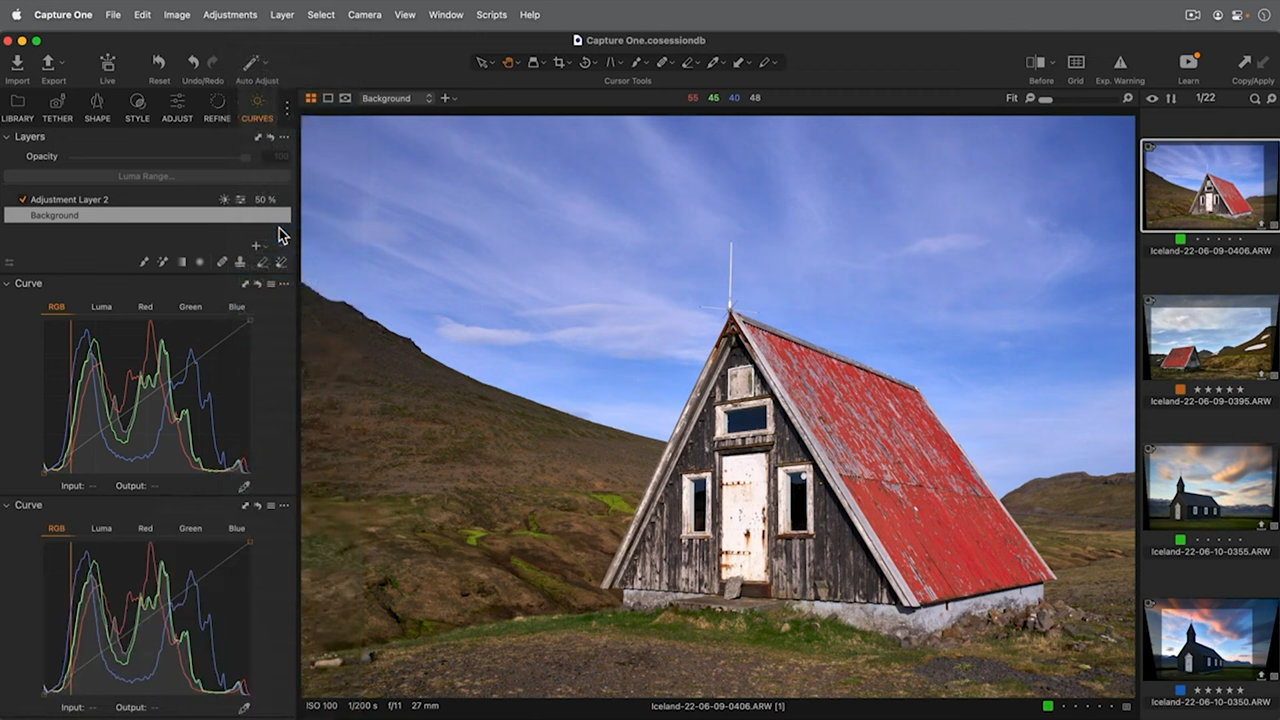 Capture One File Edit Image Adjustments Layer Select Camera View Window Scripts Help
Capture One.cosessiondb
Import Export Live Reset Undo/Redo Auto Adjust Cursor Tools Before Grid Exp. Warning Learn Copy/Apply
LIBRARY TETHER SHAPE STYLE ADJUST REFINE CURVES
Background
55 45 40 48
Fit
1/22
Layers
Opacity 100
Luma Range...
Adjustment Layer 2 50 %
Background
Curve
RGB Luma Red Green Blue
Input: -- Output: --
Curve
RGB Luma Red Green Blue
Input: -- Output: --
ISO 100 1/200 s f/11 27 mm
Iceland-22-06-09-0406.ARW [1]
Iceland-22-06-09-0406.ARW
Iceland-22-06-09-0395.ARW
Iceland-22-06-10-0355.ARW
Iceland-22-06-10-0350.ARW